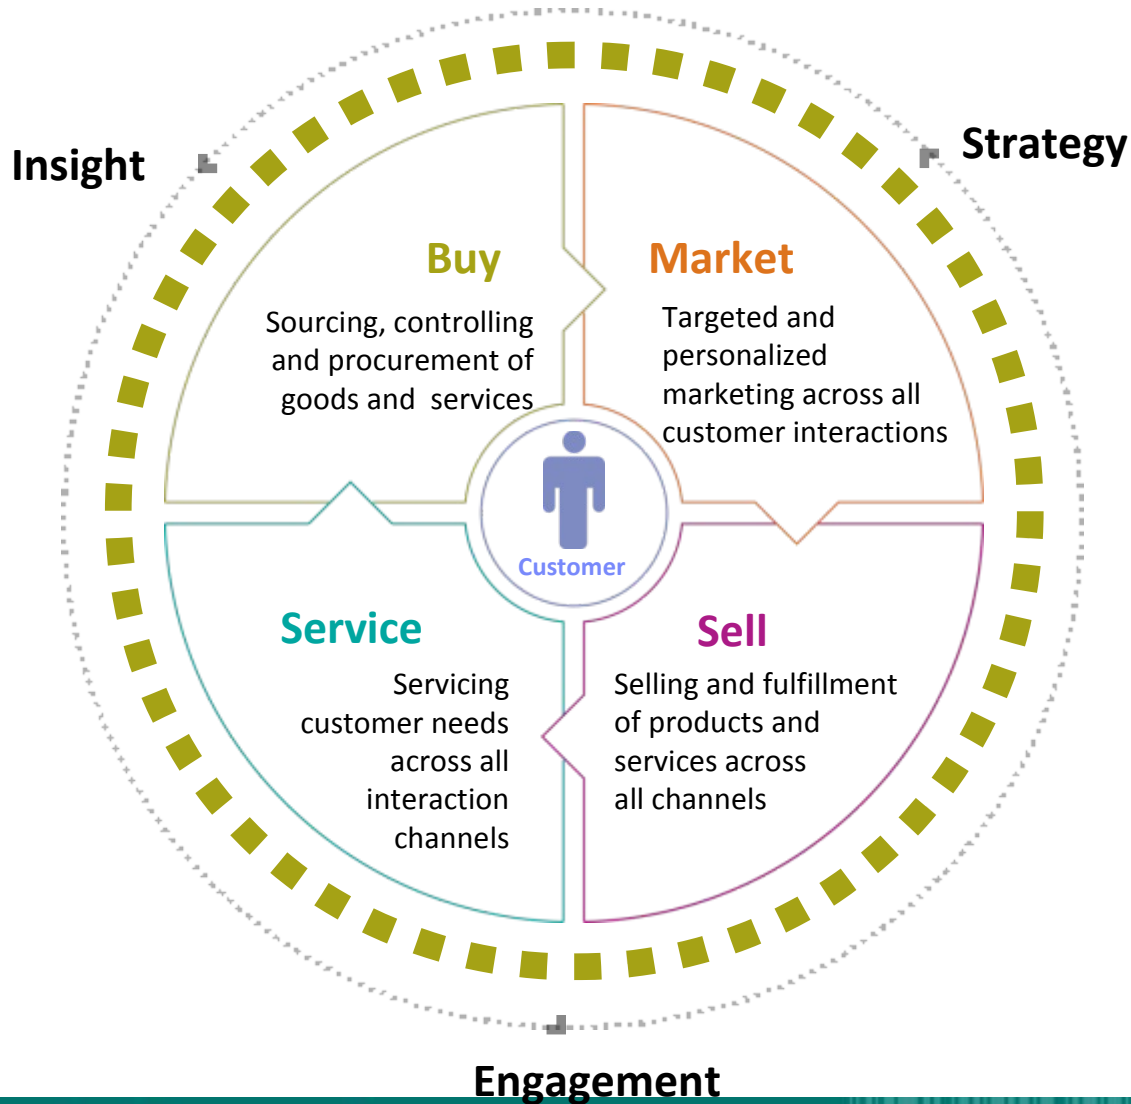 Insight
Strategy
Buy
Sourcing, controlling
and procurement of
goods and  services
Market
Targeted and
personalized
marketing across all
customer interactions
Customer
Service
Servicing
customer needs
across all
interaction
channels
Sell
Selling and fulfillment
of products and
services across
all channels
Engagement